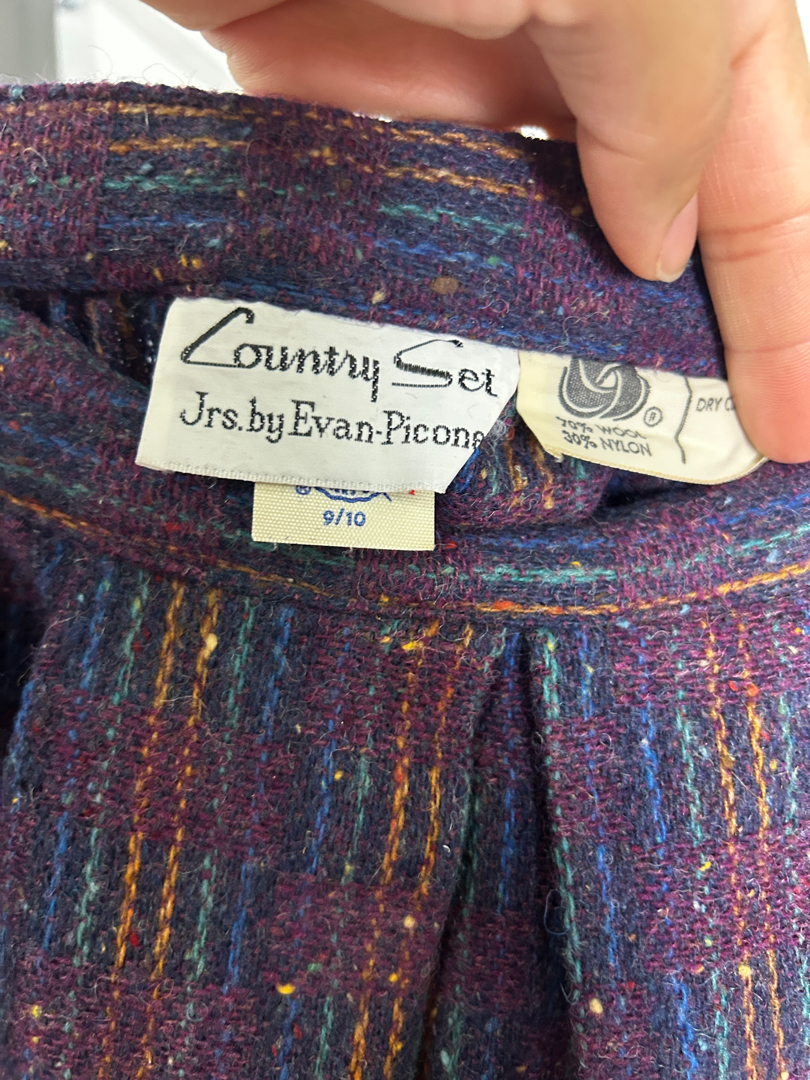 Country Set
Jrs. by Evan-Picone
9/10
®
70% WOOL
30% NYLON
DRY